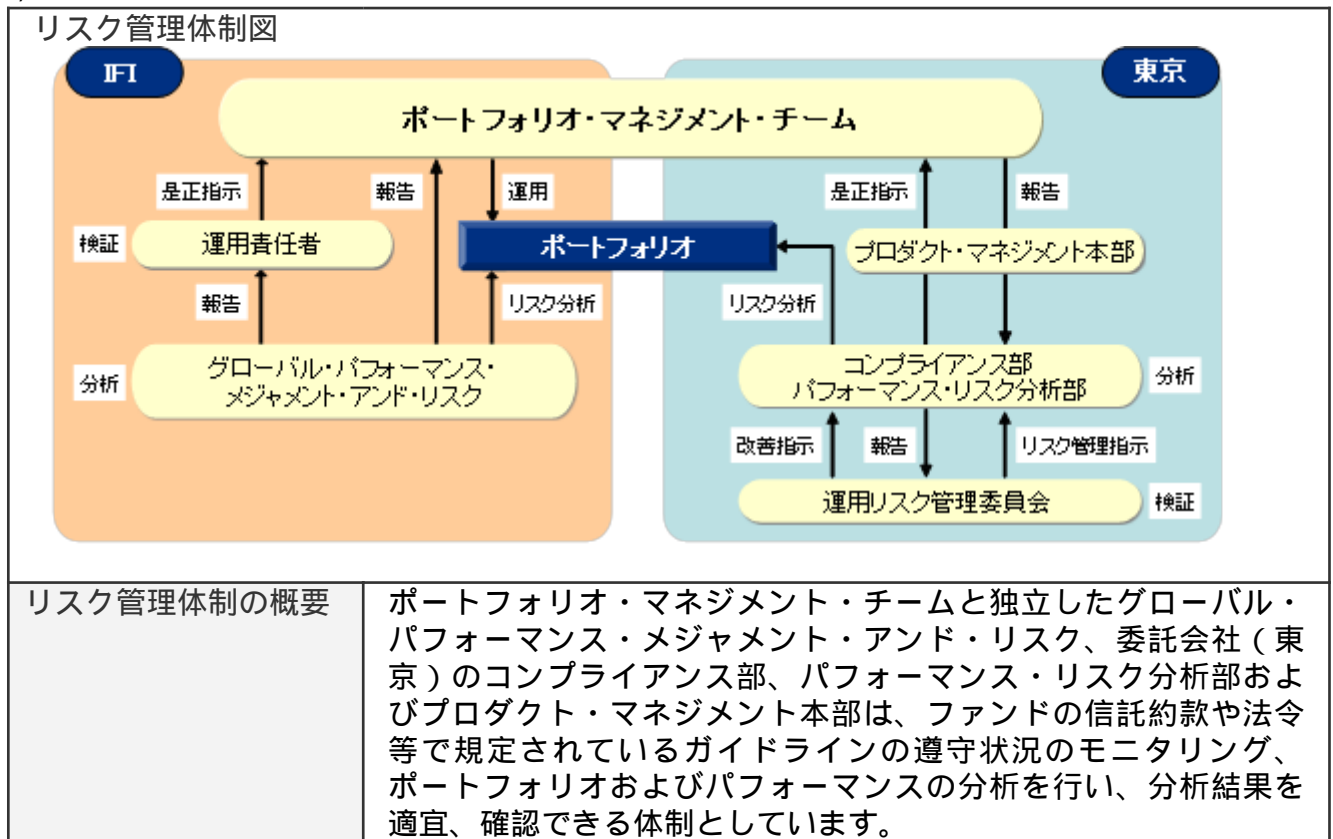 リスク管理体制図
IFI
東京
ポートフォリオ・マネジメント・チーム
是正指示
報告
運用
是正指示
報告
検証
運用責任者
ポートフォリオ
プロダクト・マネジメント本部
報告
リスク分析
リスク分析
分析
グローバル・パフォーマンス・
メジャメント・アンド・リスク
コンプライアンス部
パフォーマンス・リスク分析部
分析
改善指示
報告
リスク管理指示
運用リスク管理委員会
検証
リスク管理体制の概要
ポートフォリオ・マネジメント・チームと独立したグローバル・
パフォーマンス・メジャメント・アンド・リスク、委託会社（東
京）のコンプライアンス部、パフォーマンス・リスク分析部およ
びプロダクト・マネジメント本部は、ファンドの信託約款や法令
等で規定されているガイドラインの遵守状況のモニタリング、
ポートフォリオおよびパフォーマンスの分析を行い、分析結果を
適宜、確認できる体制としています。